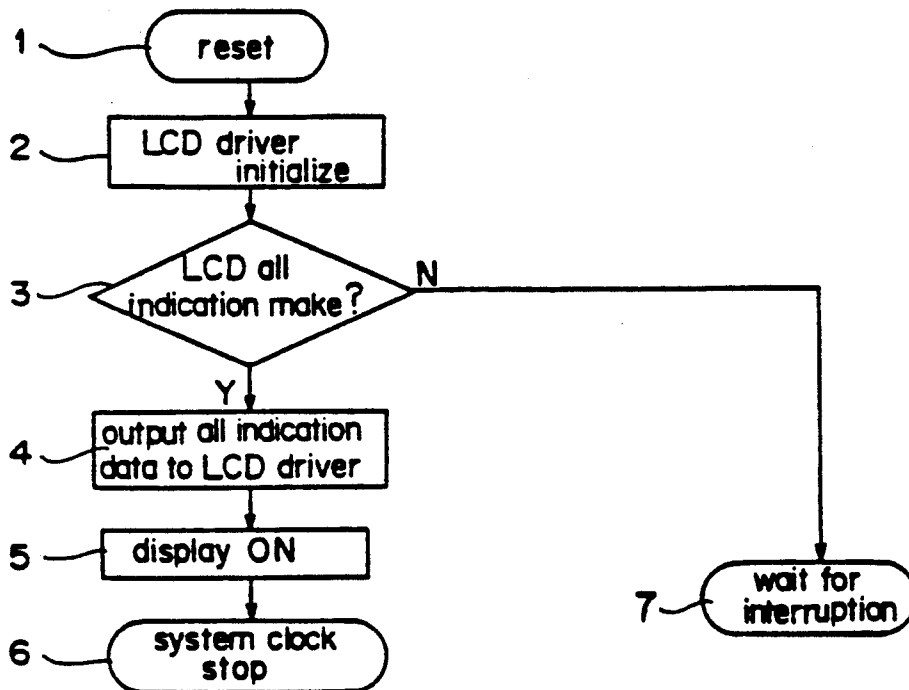 1
reset
2
LCD driver
initialize
3
LCD all
indication make?
N
Y
4
output all indication
data to LCD driver
5
display ON
6
system clock
stop
7
wait for
interruption